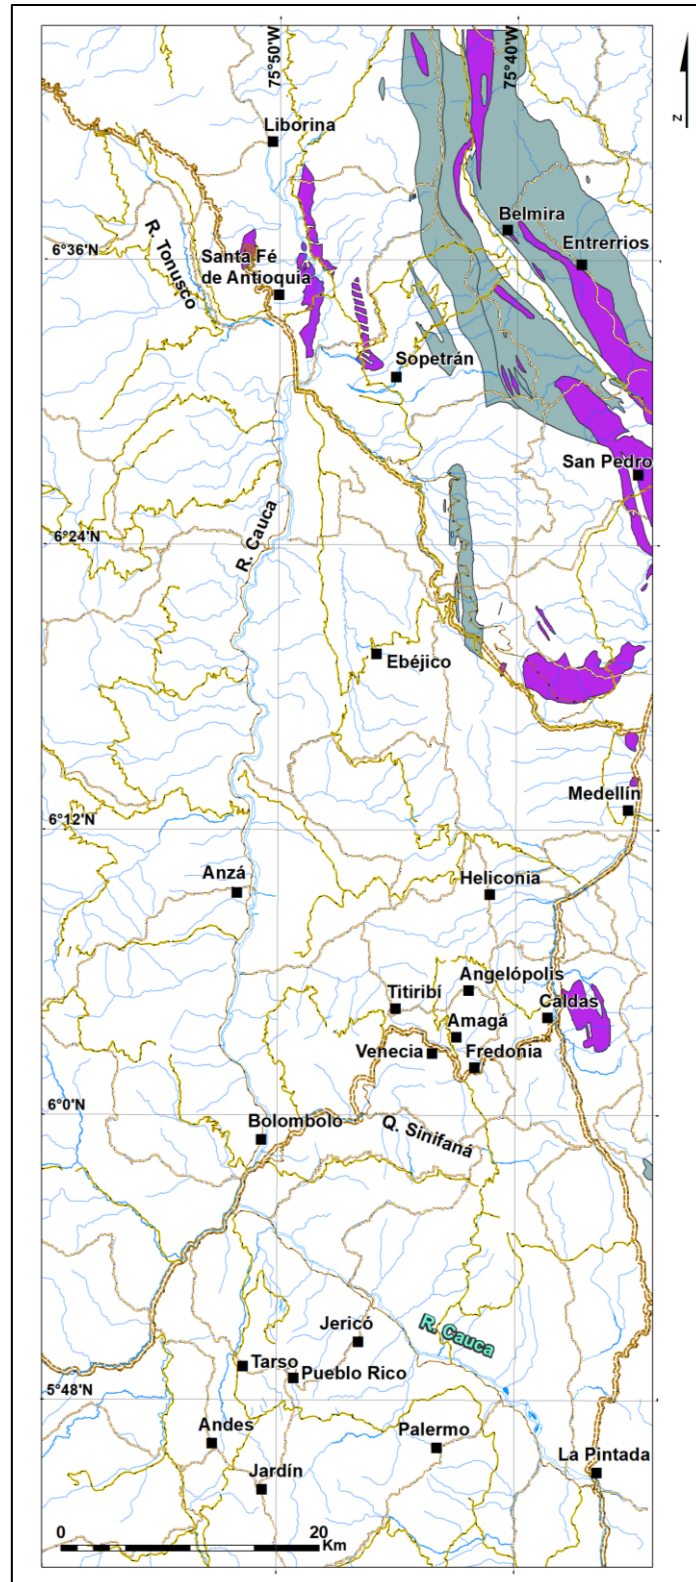 75°50'W
75°40'W
N
Liborina
Belmira
6°36'N
Entrerrios
R. Tonusco
Santa Fé
de Antioquia
Sopetrán
San Pedro
R. Cauca
6°24'N
Ebéjico
Medellín
6°12'N
Anzá
Heliconia
Angelópolis
Titiribí
Caldas
Amagá
Venecia
Fredonia
6°0'N
Bolombolo
Q. Sinifaná
Jericó
R. Cauca
Tarso
Pueblo Rico
5°48'N
Andes
Palermo
La Pintada
Jardín
0
20
Km